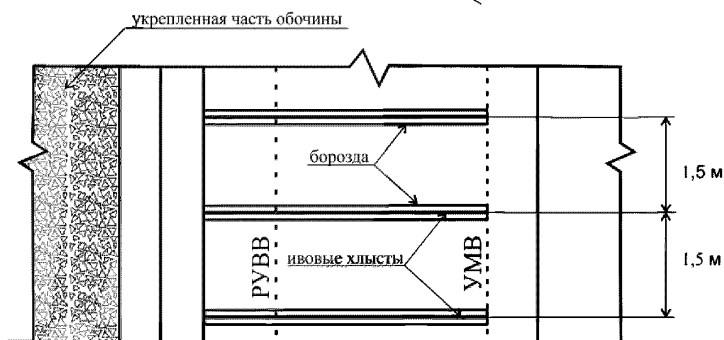 укрепленная часть обочины
борозда
1,5 м
РУВВ
ивовые хлысты
УМВ
1,5 м